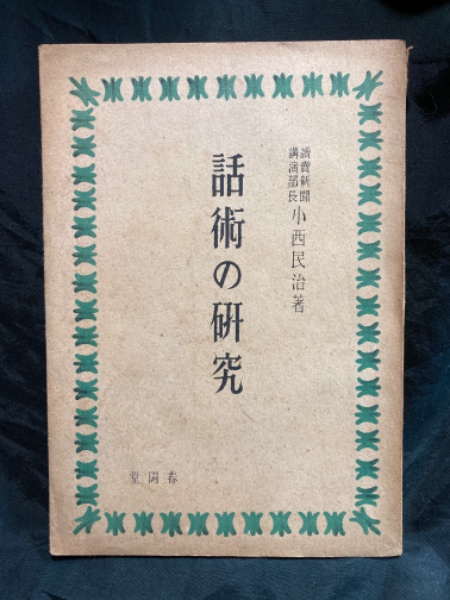 讀賣新聞
講演部長
小西民治著
話術の研究
堂陽春